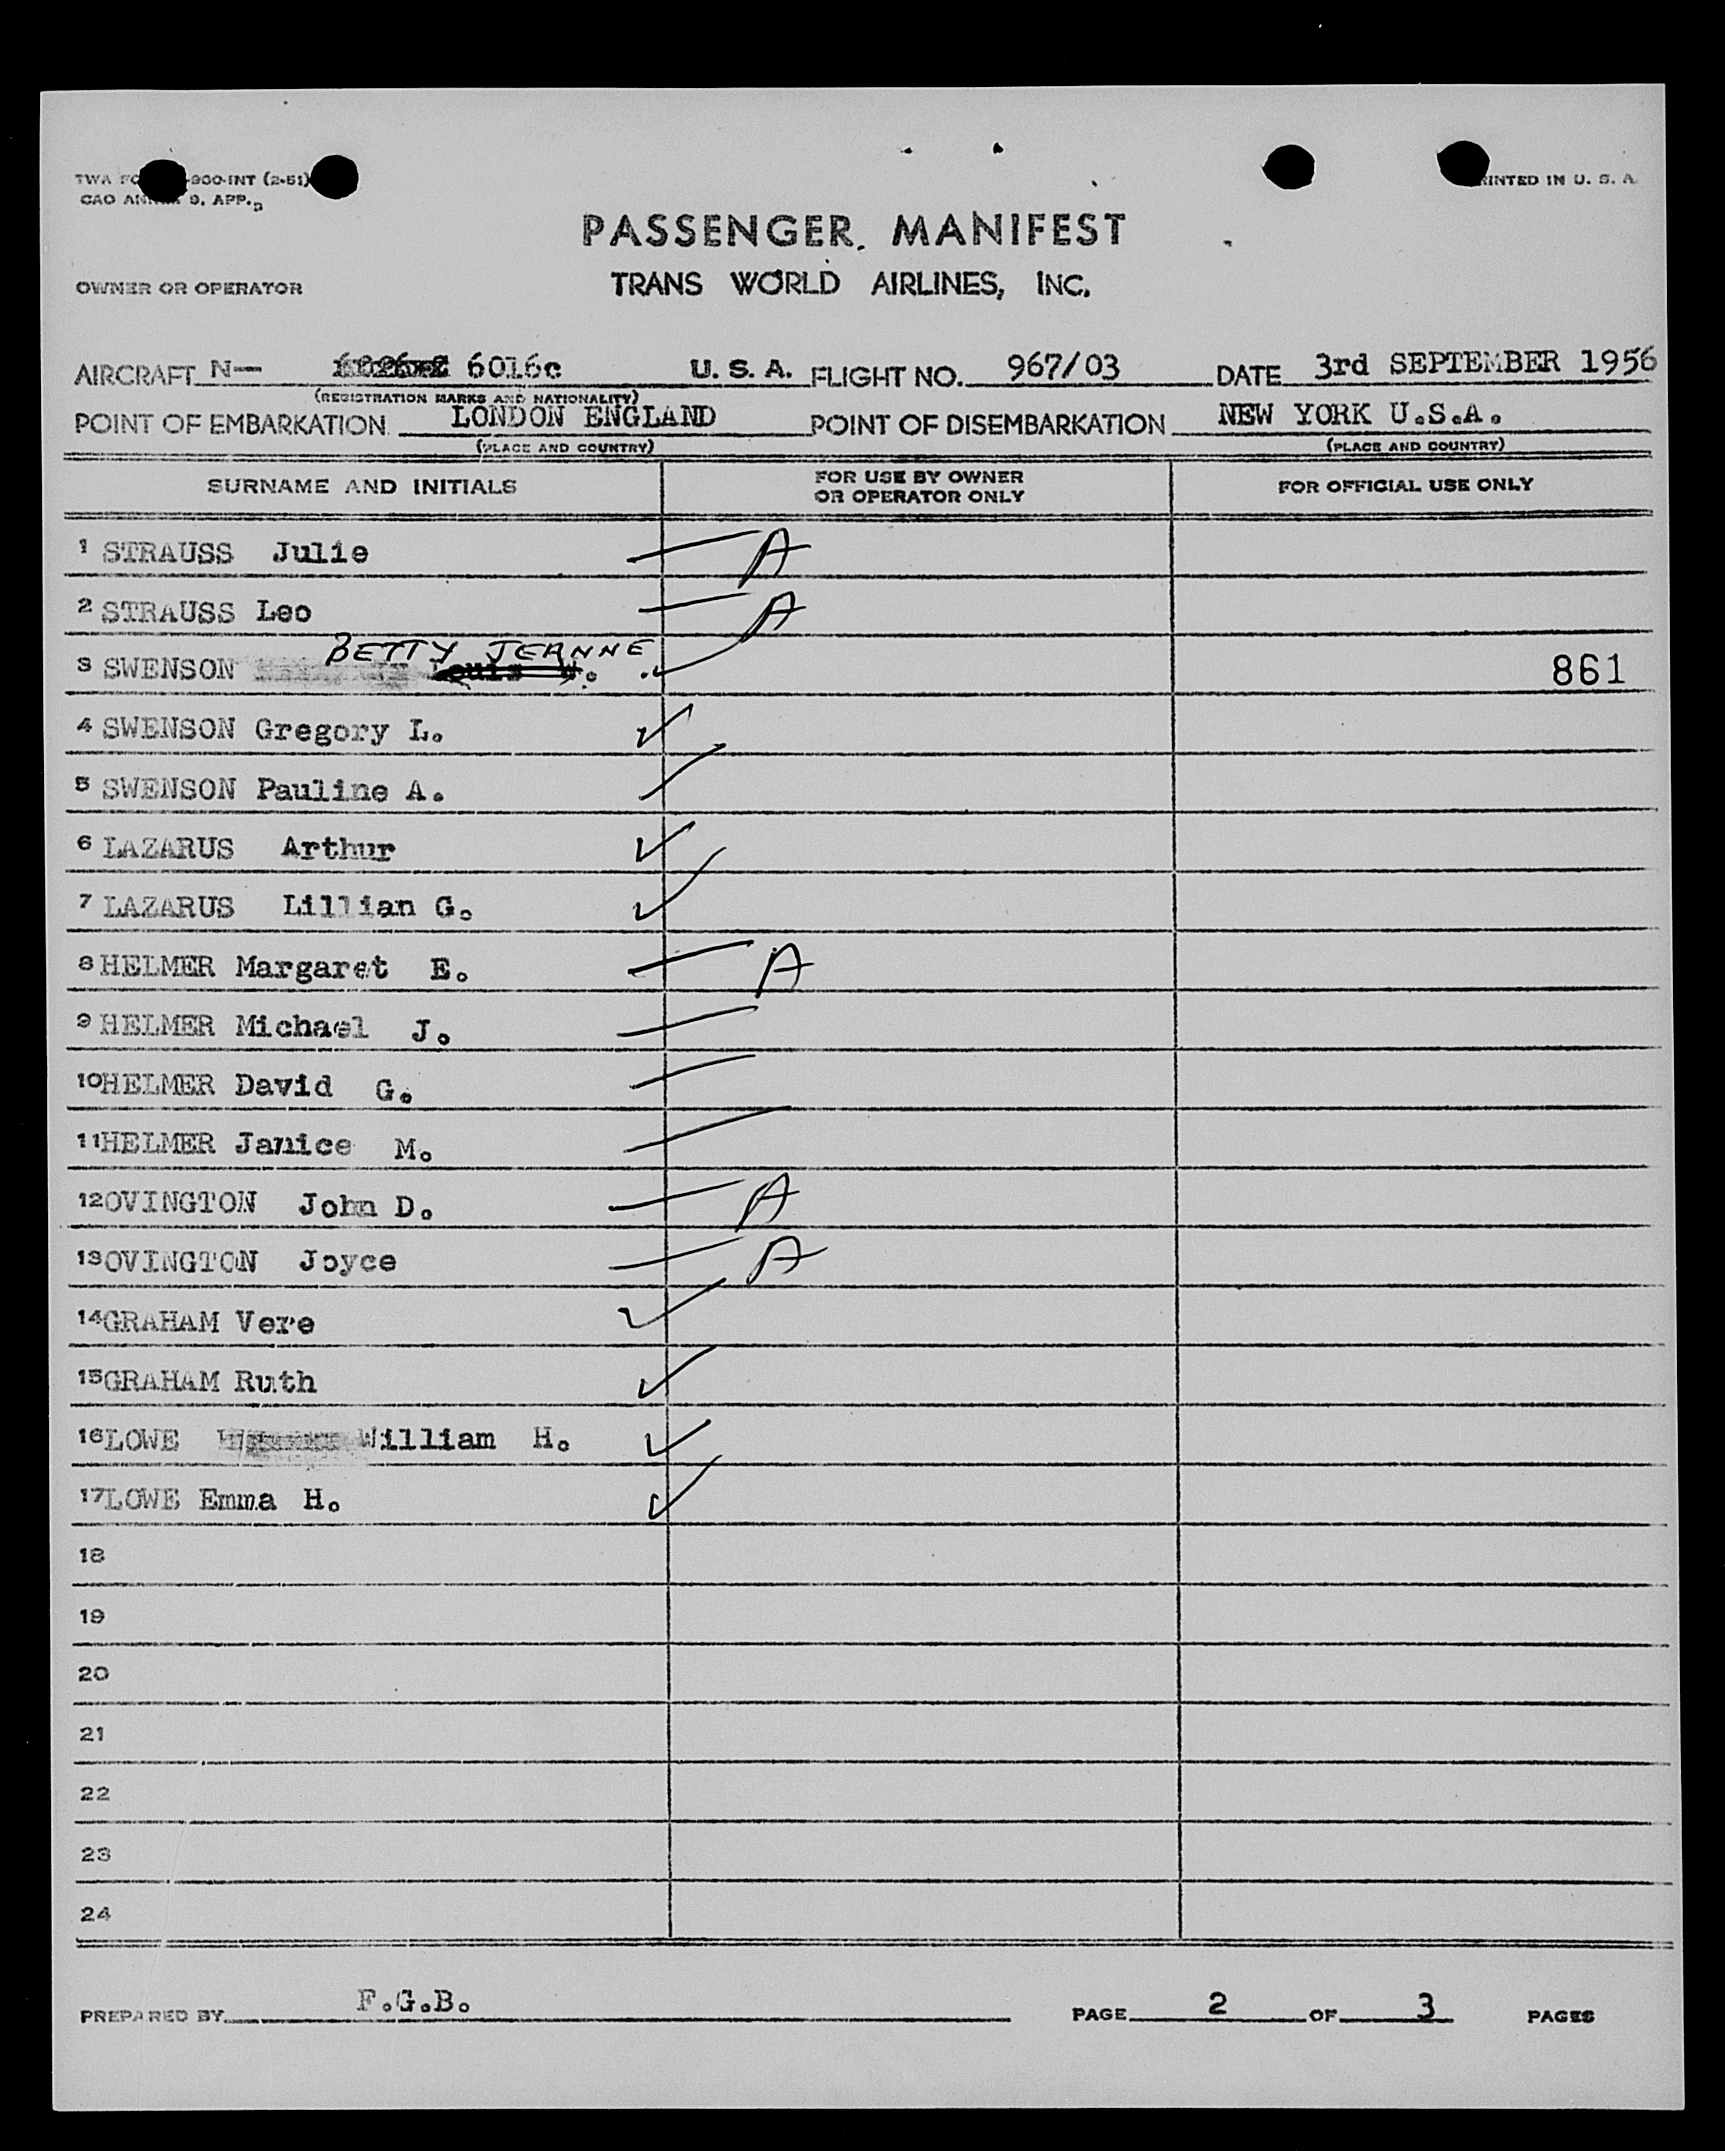 TWA -900-INT (2-51)
PRINTED IN U. S. A.
CAO 9. APP.
PASSENGER MANIFEST
OWNER OR OPERATOR
TRANS WORLD AIRLINES, INC.
AIRCRAFT N— 6016c U. S. A. FLIGHT NO. 967/03 DATE 3rd SEPTEMBER 1956
(REGISTRATION MARKS AND NATIONALITY)
POINT OF EMBARKATION LONDON ENGLAND POINT OF DISEMBARKATION NEW YORK U.S.A.
(PLACE AND COUNTRY) (PLACE AND COUNTRY)
SURNAME AND INITIALS FOR USE BY OWNER OR OPERATOR ONLY FOR OFFICIAL USE ONLY
1 STRAUSS Julie A
2 STRAUSS Leo A
BETTY JEANNE
3 SWENSON Louis W. 861
4 SWENSON Gregory L.
5 SWENSON Pauline A.
6 LAZARUS Arthur
7 LAZARUS Lillian G.
8 HELMER Margaret E. A
9 HELMER Michael J.
10 HELMER David G.
11 HELMER Janice M.
12 OVINGTON John D. A
13 OVINGTON Joyce A
14 GRAHAM Vere
15 GRAHAM Ruth
16 LOWE William H.
17 LOWE Emma H.
18
19
20
21
22
23
24
PREPARED BY F.G.B. PAGE 2 OF 3 PAGES